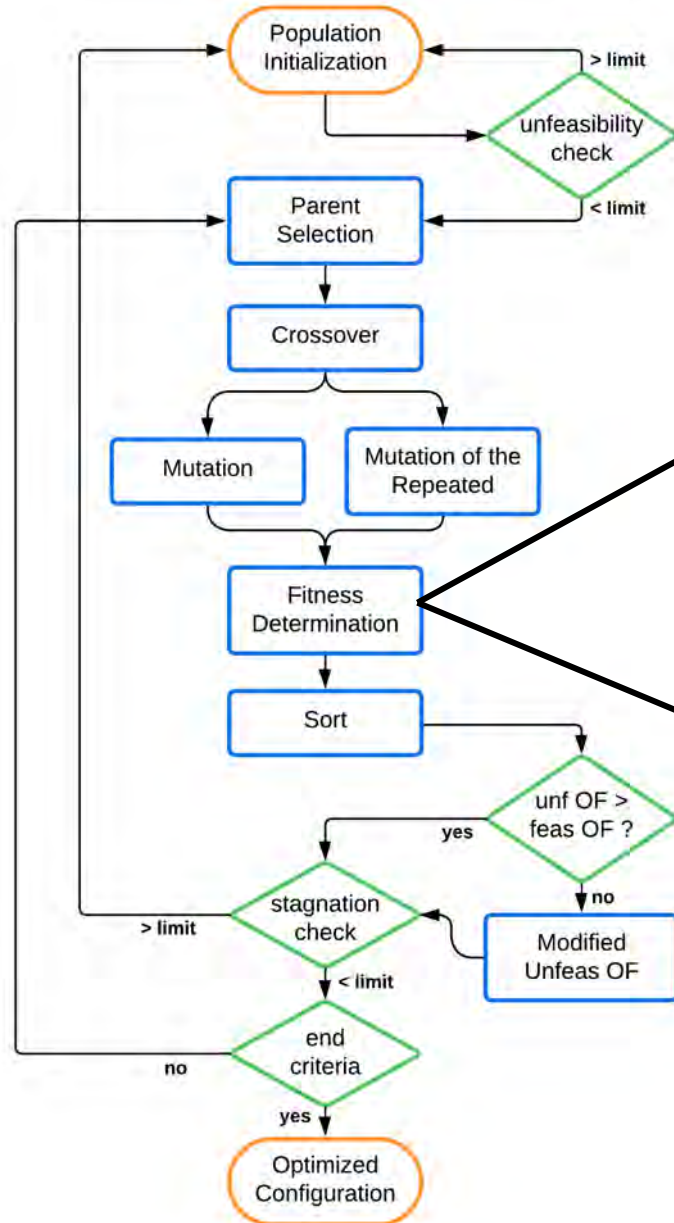 Population
Initialization
> limit
unfeasibility
check
< limit
Parent
Selection
Crossover
Mutation
Mutation of the
Repeated
Fitness
Determination
Sort
unf OF >
feas OF ?
yes
no
stagnation
check
> limit
Modified
Unfeas OF
< limit
end
criteria
no
yes
Optimized
Configuration